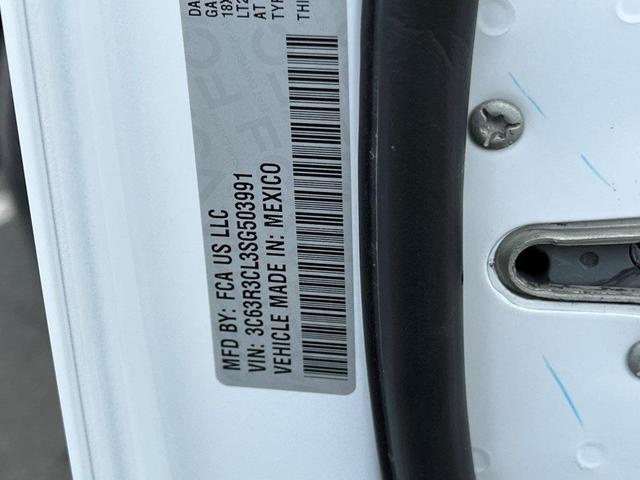 MFD BY: FCA US LLC
VIN: 3C63R3CL3SG503991
VEHICLE MADE IN: MEXICO